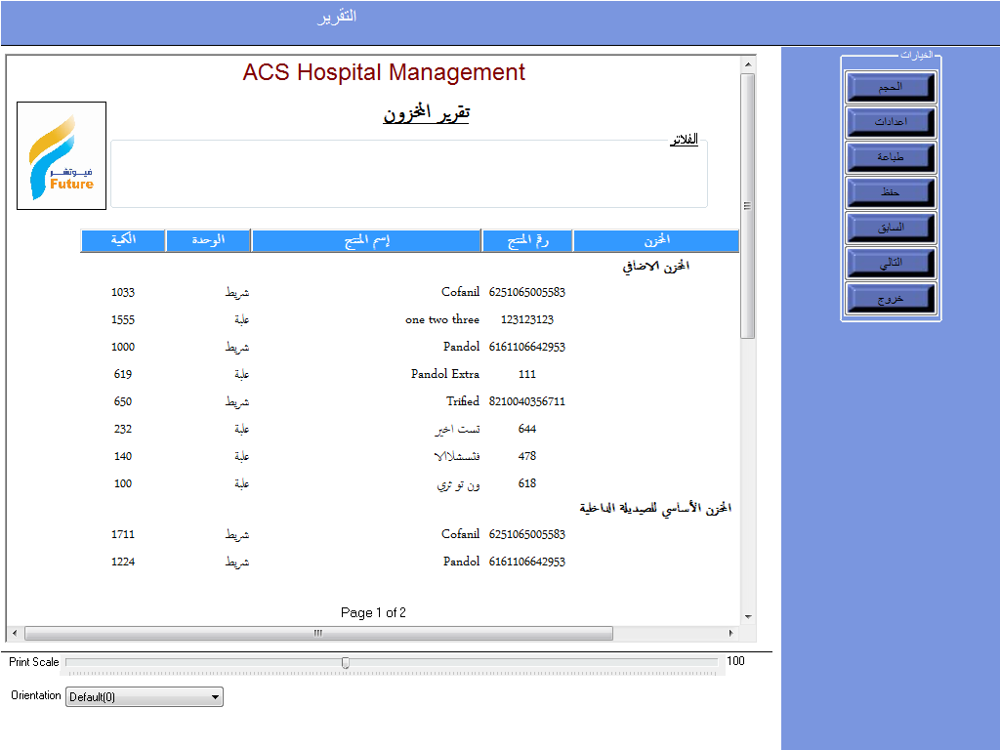 التقرير
ACS Hospital Management
تقرير المخزون
فيوتشر
Future
الفلاتر
المخزن رقم المنتج إسم المنتج الوحدة الكمية
المخزن الاضافي
6251065005583 Cofanil شريط 1033
123123123 one two three علبة 1555
6161106642953 Pandol شريط 1000
111 Pandol Extra علبة 619
8210040356711 Trified شريط 650
644 تست اخير علبة 232
478 علبة 140
618 ون تو ثري علبة 100
المخزن الأساسي للصيديلة الداخلية
6251065005583 Cofanil شريط 1711
6161106642953 Pandol شريط 1224
Page 1 of 2
الخيارات
الحجم
اعدادات
طباعة
حفظ
السابق
التالي
خروج
Print Scale 100
Orientation Default(0)